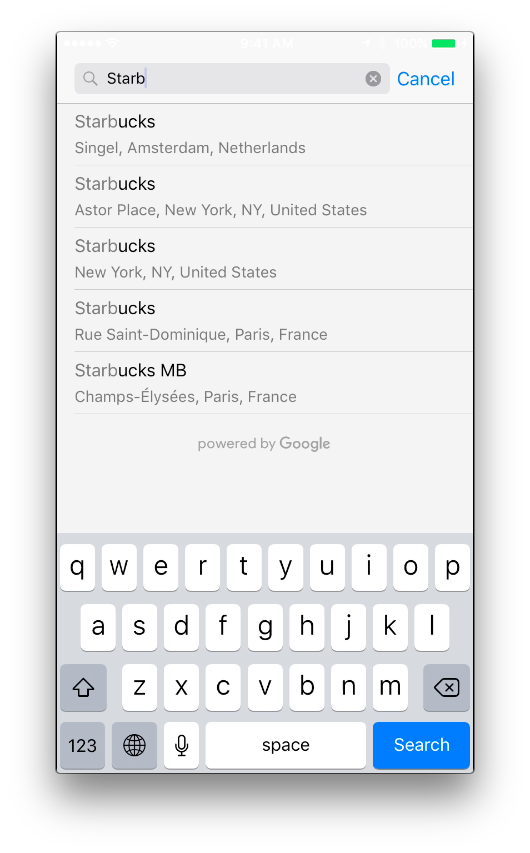 9:41 AM
100%
Starb
Cancel
Starbucks
Singel, Amsterdam, Netherlands
Starbucks
Astor Place, New York, NY, United States
Starbucks
New York, NY, United States
Starbucks
Rue Saint-Dominique, Paris, France
Starbucks MB
Champs-Élysées, Paris, France
powered by Google
q w e r t y u i o p
a s d f g h j k l
z x c v b n m
123 space Search